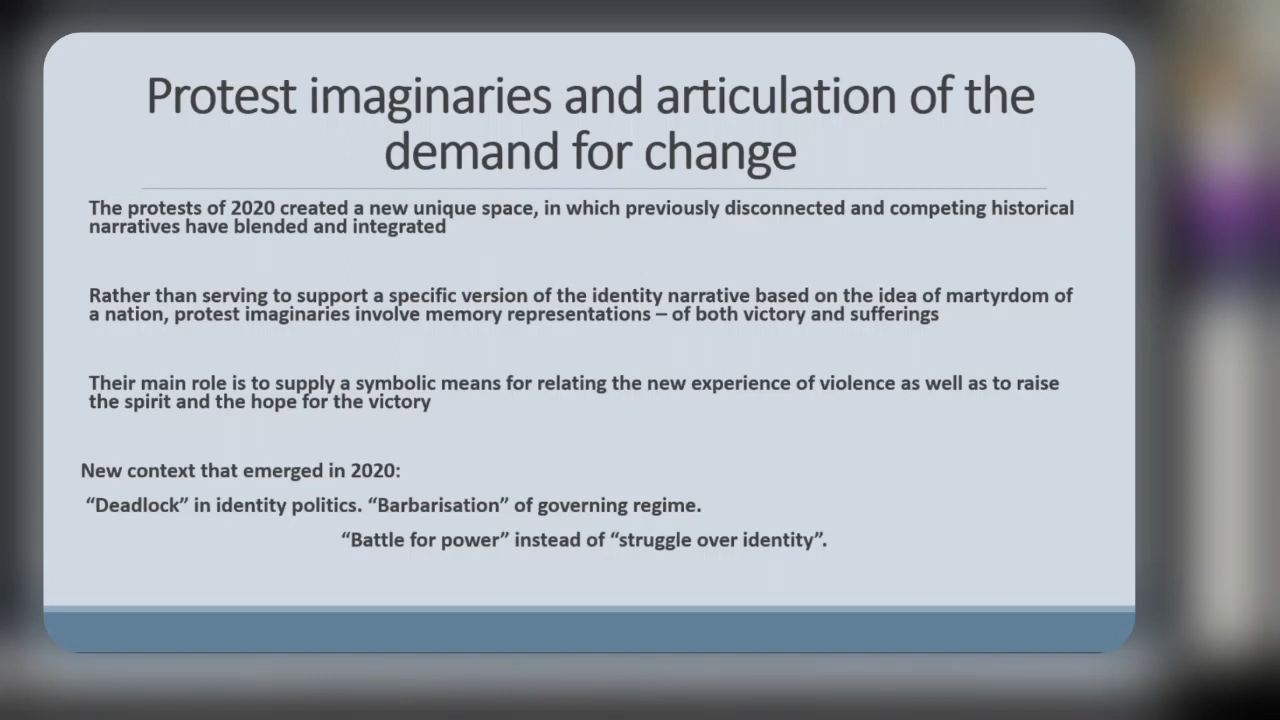 Protest imaginaries and articulation of the
demand for change
The protests of 2020 created a new unique space, in which previously disconnected and competing historical
narratives have blended and integrated
Rather than serving to support a specific version of the identity narrative based on the idea of martyrdom of
a nation, protest imaginaries involve memory representations – of both victory and sufferings
Their main role is to supply a symbolic means for relating the new experience of violence as well as to raise
the spirit and the hope for the victory
New context that emerged in 2020:
“Deadlock” in identity politics. “Barbarisation” of governing regime.
“Battle for power” instead of “struggle over identity”.